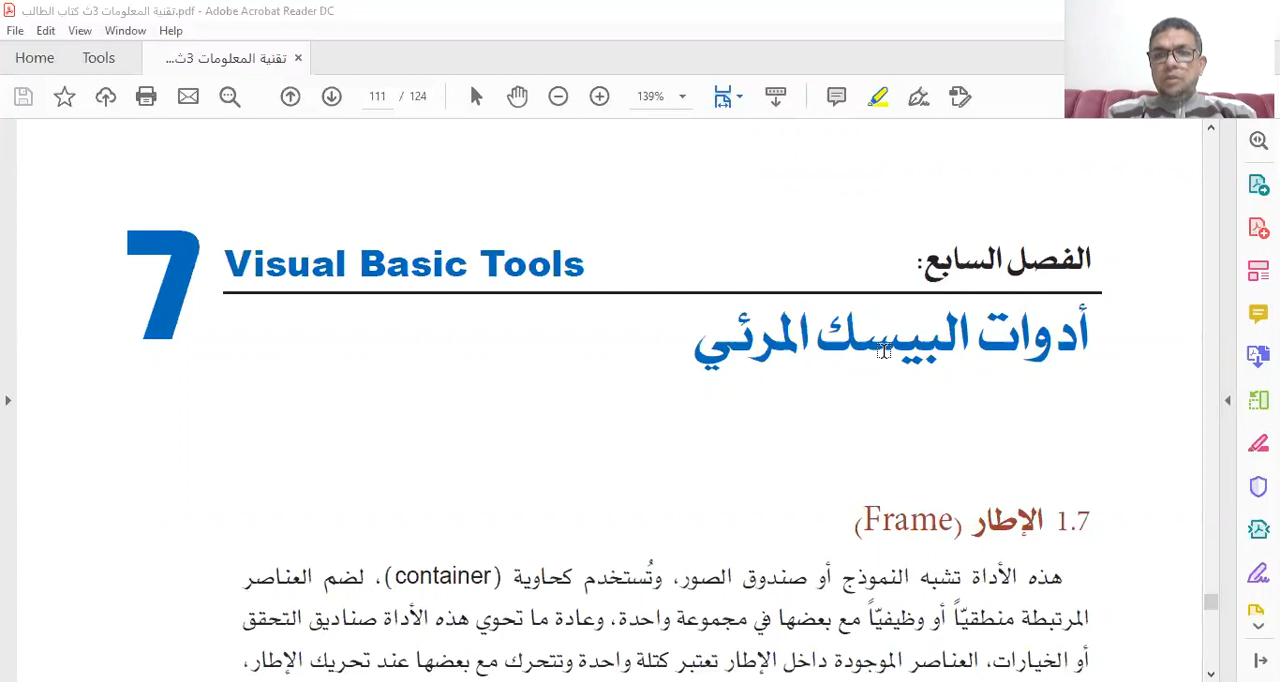 تقنية المعلومات 3ث كتاب الطالب.pdf - Adobe Acrobat Reader DC
File Edit View Window Help
Home Tools تقنية المعلومات 3ث... ×
111 / 124 139%
7 Visual Basic Tools الفصل السابع:
أدوات البيسك المرئي
1.7 الإطار (Frame)
هذه الأداة تشبه النموذج أو صندوق الصور، وتُستخدم كحاوية (container)، لضم العناصر
المرتبطة منطقيّاً أو وظيفيّاً مع بعضها في مجموعة واحدة، وعادة ما تحوي هذه الأداة صناديق التحقق
أو الخيارات، العناصر الموجودة داخل الإطار تعتبر كتلة واحدة وتتحرك مع بعضها عند تحريك الإطار،